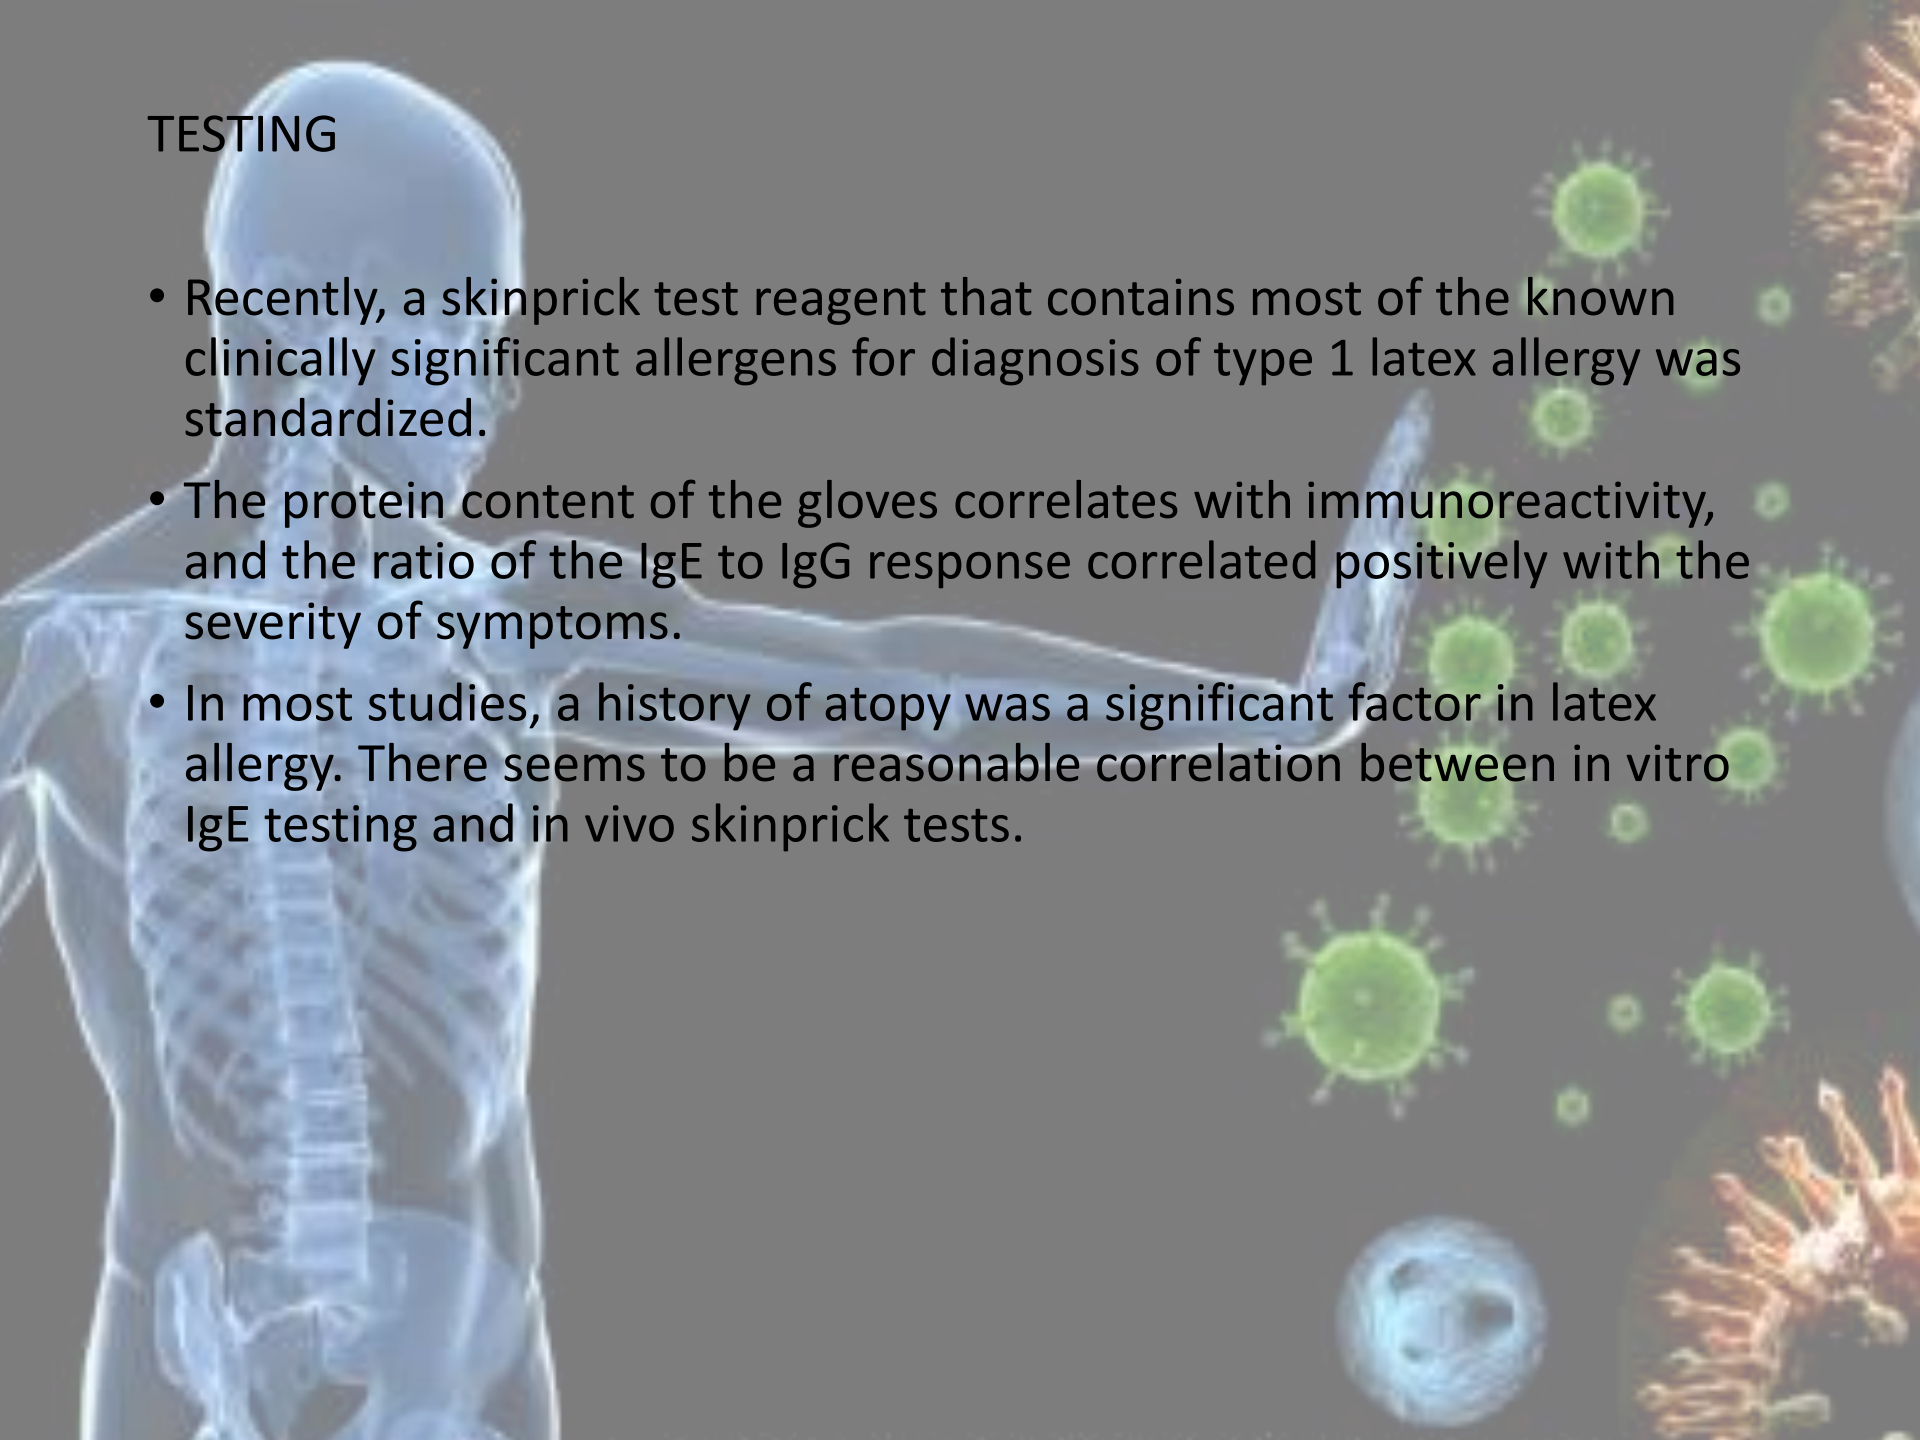 TESTING
• Recently, a skinprick test reagent that contains most of the known
clinically significant allergens for diagnosis of type 1 latex allergy was
standardized.
• The protein content of the gloves correlates with immunoreactivity,
and the ratio of the IgE to IgG response correlated positively with the
severity of symptoms.
• In most studies, a history of atopy was a significant factor in latex
allergy. There seems to be a reasonable correlation between in vitro
IgE testing and in vivo skinprick tests.